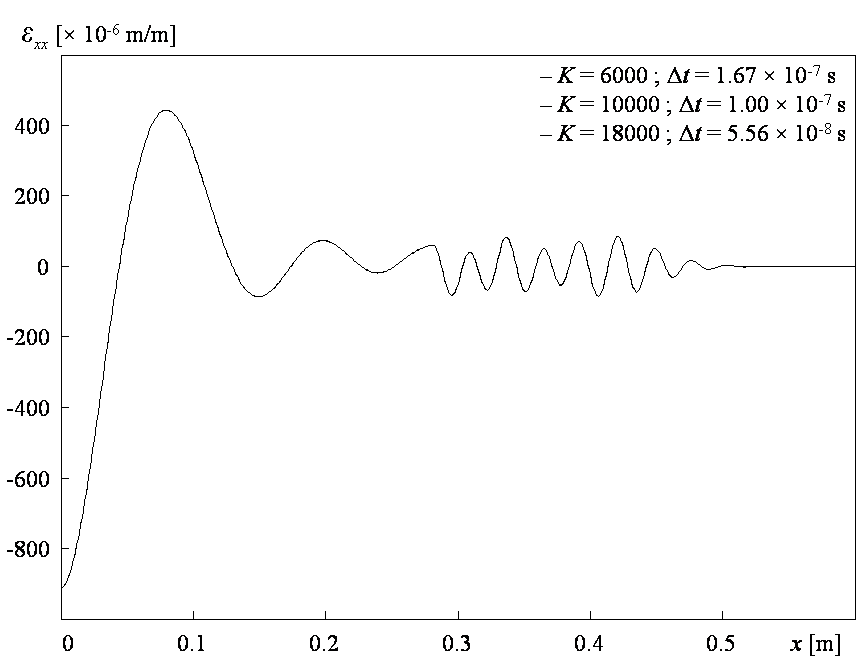 εxx [× 10-6 m/m]
– K = 6000 ; Δt = 1.67 × 10-7 s
– K = 10000 ; Δt = 1.00 × 10-7 s
– K = 18000 ; Δt = 5.56 × 10-8 s
400
200
0
-200
-400
-600
-800
0 0.1 0.2 0.3 0.4 0.5 x [m]